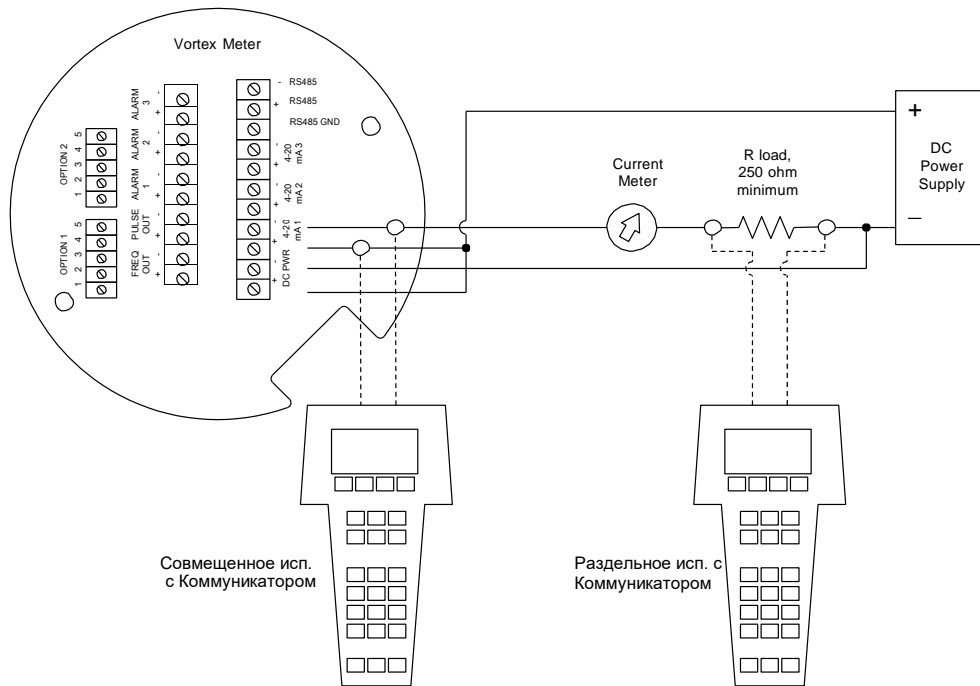 Vortex Meter
- RS485
+ RS485
RS485 GND
- +
4-20
mA 3
- +
4-20
mA 2
- +
4-20
mA 1
- +
DC PWR
- +
ALARM
3
- +
ALARM
2
- +
ALARM
1
- +
PULSE
OUT
- +
FREQ
OUT
OPTION 2
5
4
3
2
1
OPTION 1
5
4
3
2
1
Current
Meter
R load,
250 ohm
minimum
+
DC
Power
Supply
–
Совмещенное исп.
с Коммуникатором
Раздельное исп. с
Коммуникатором